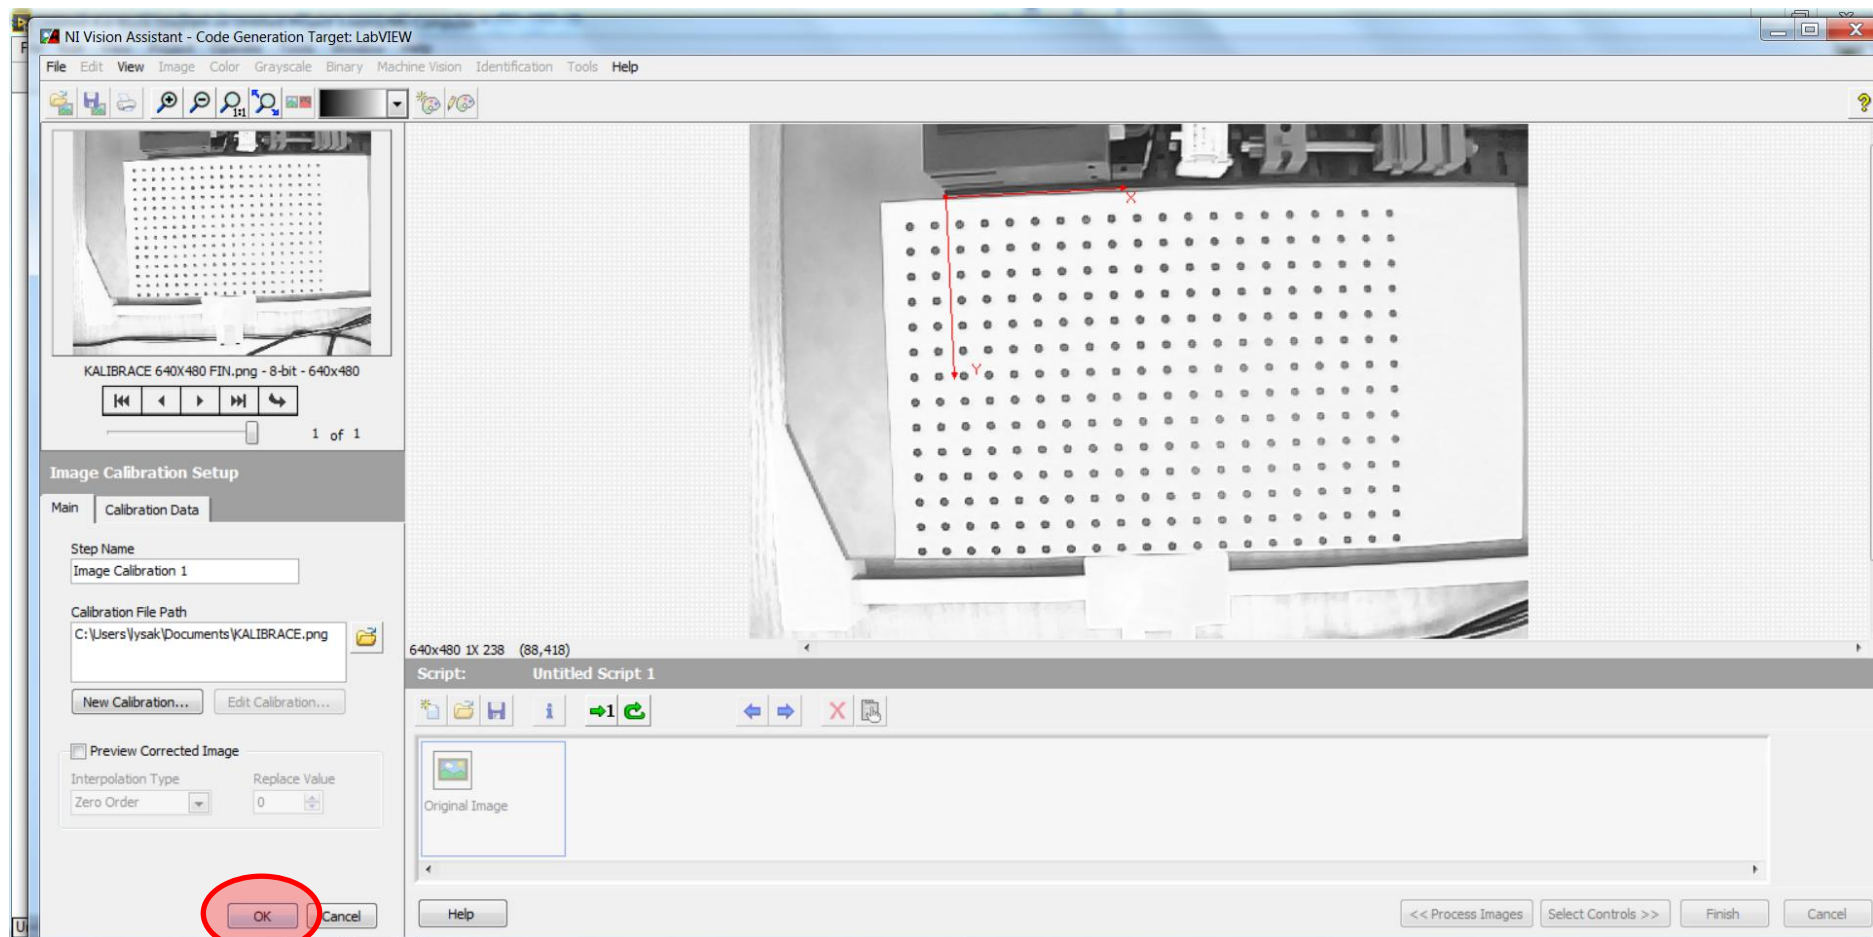 NI Vision Assistant - Code Generation Target: LabVIEW
File Edit View Image Color Grayscale Binary Machine Vision Identification Tools Help
1:1
KALIBRACE 640X480 FIN.png - 8-bit - 640x480
1 of 1
Image Calibration Setup
Main Calibration Data
Step Name
Image Calibration 1
Calibration File Path
C:\Users\lysak\Documents\KALIBRACE.png
New Calibration... Edit Calibration...
Preview Corrected Image
Interpolation Type Replace Value
Zero Order 0
OK Cancel
X
Y
640x480 1X 238 (88,418)
Script: Untitled Script 1
1
Original Image
Help << Process Images Select Controls >> Finish Cancel